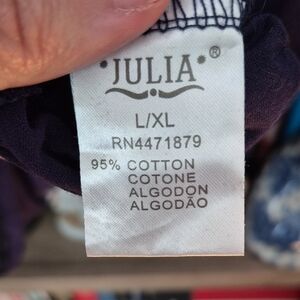 JULIA®
L/XL
RN4471879
95% COTTON
COTONE
ALGODON
ALGODÃO